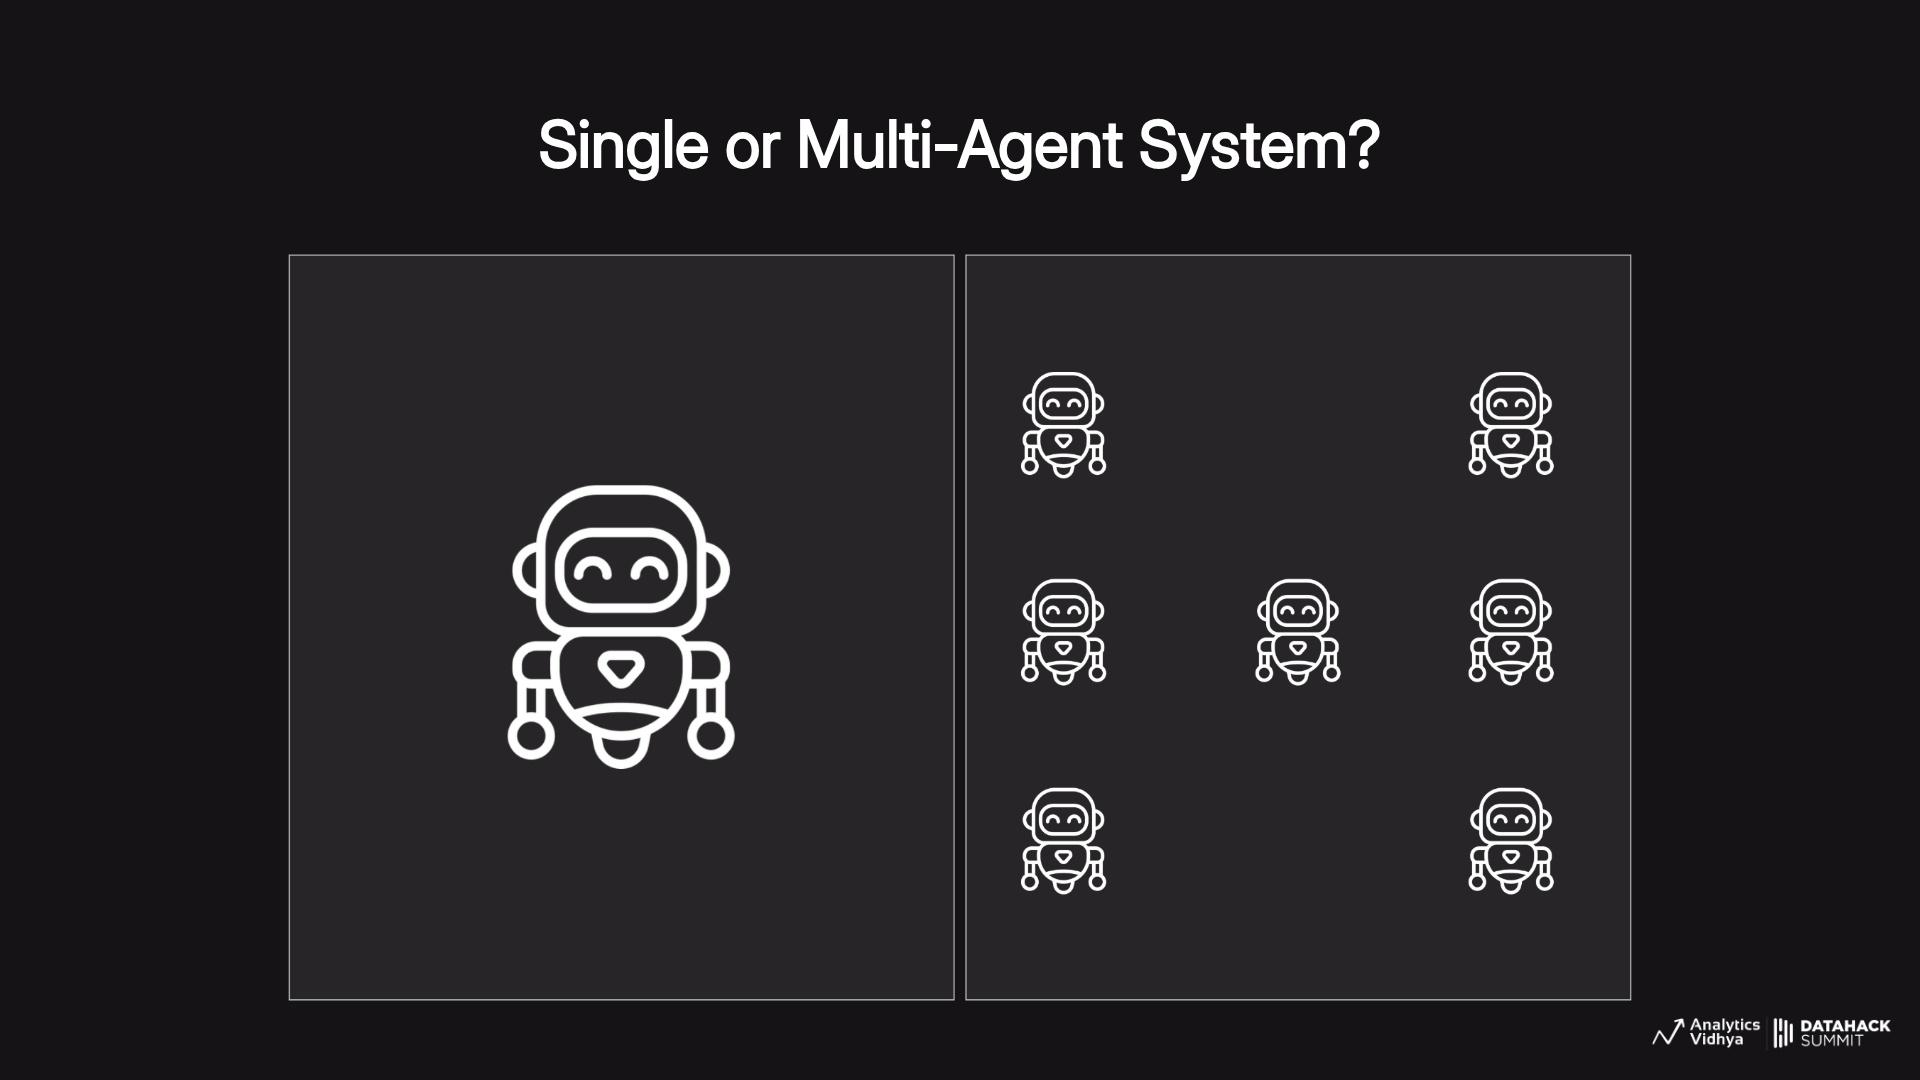 Single or Multi-Agent System?
Analytics
Vidhya
DATAHACK
SUMMIT